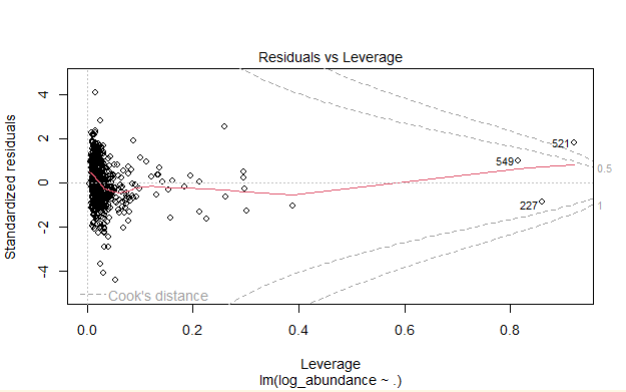 Residuals vs Leverage
Standardized residuals
4
2
0
-2
-4
521
549
227
0.5
1
Cook's distance
0.0 0.2 0.4 0.6 0.8
Leverage
lm(log_abundance ~ .)